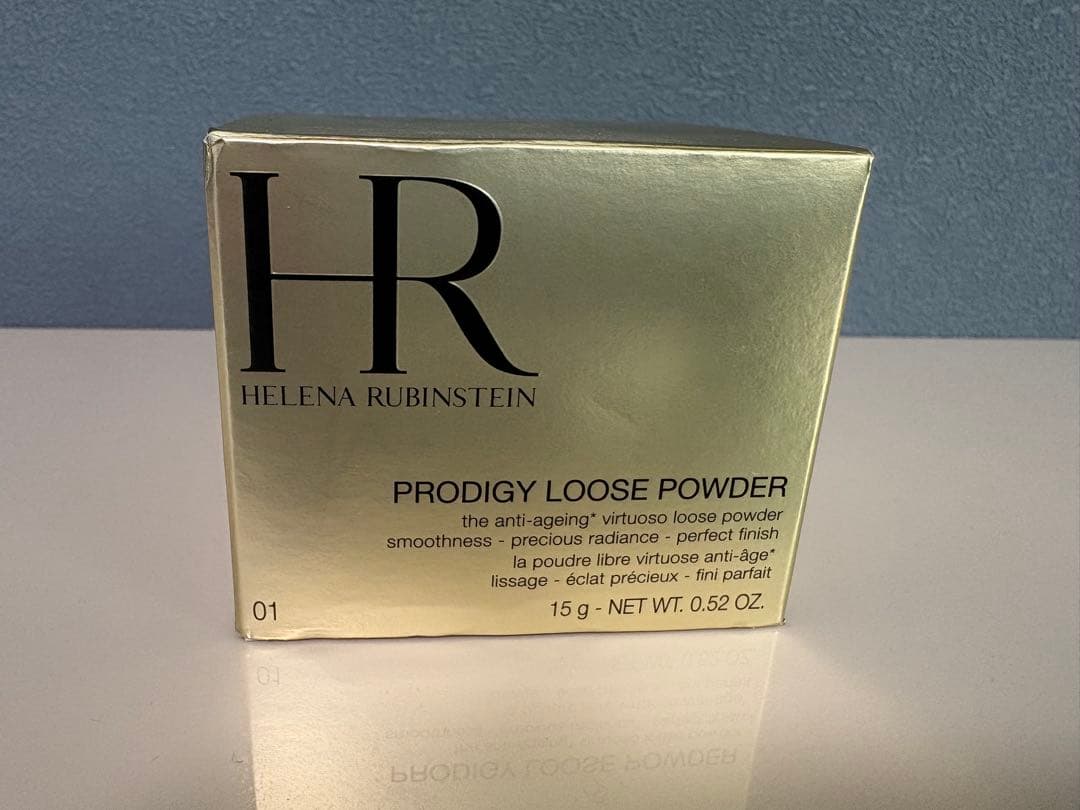 HR
HELENA RUBINSTEIN
PRODIGY LOOSE POWDER
the anti-ageing* virtuoso loose powder
smoothness - precious radiance - perfect finish
la poudre libre virtuose anti-âge*
lissage - éclat précieux - fini parfait
01
15 g - NET WT. 0.52 OZ.